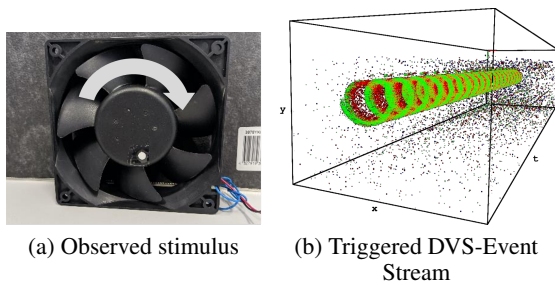 y
x
t
(a) Observed stimulus
(b) Triggered DVS-Event
Stream